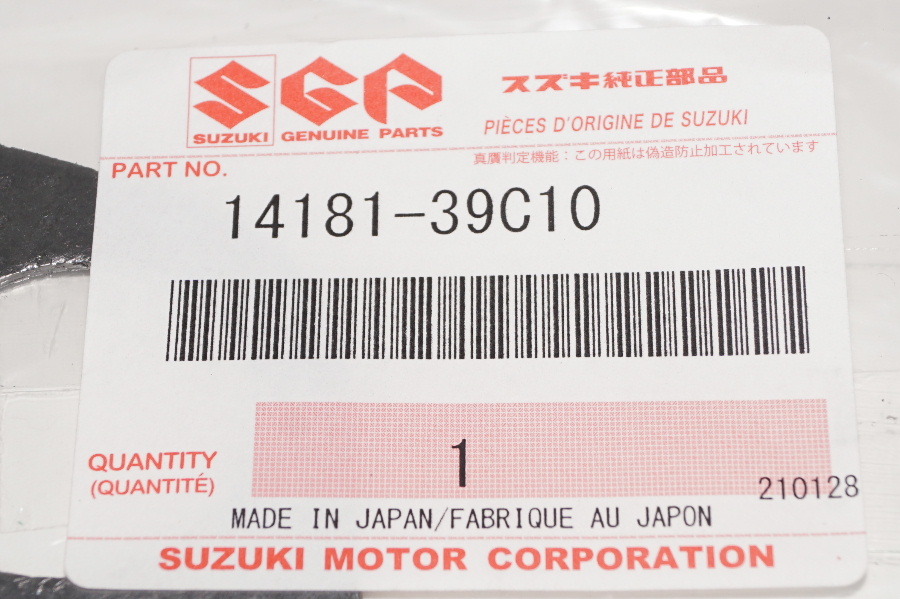 SGP
SUZUKI
GENUINE PARTS
スズキ純正部品
PIÈCES D'ORIGINE DE SUZUKI
真贋判定機能：この用紙は偽造防止加工されています
PART NO.
14181-39C10
QUANTITY
(QUANTITÉ)
1
210128
MADE IN JAPAN/FABRIQUE AU JAPON
SUZUKI MOTOR CORPORATION